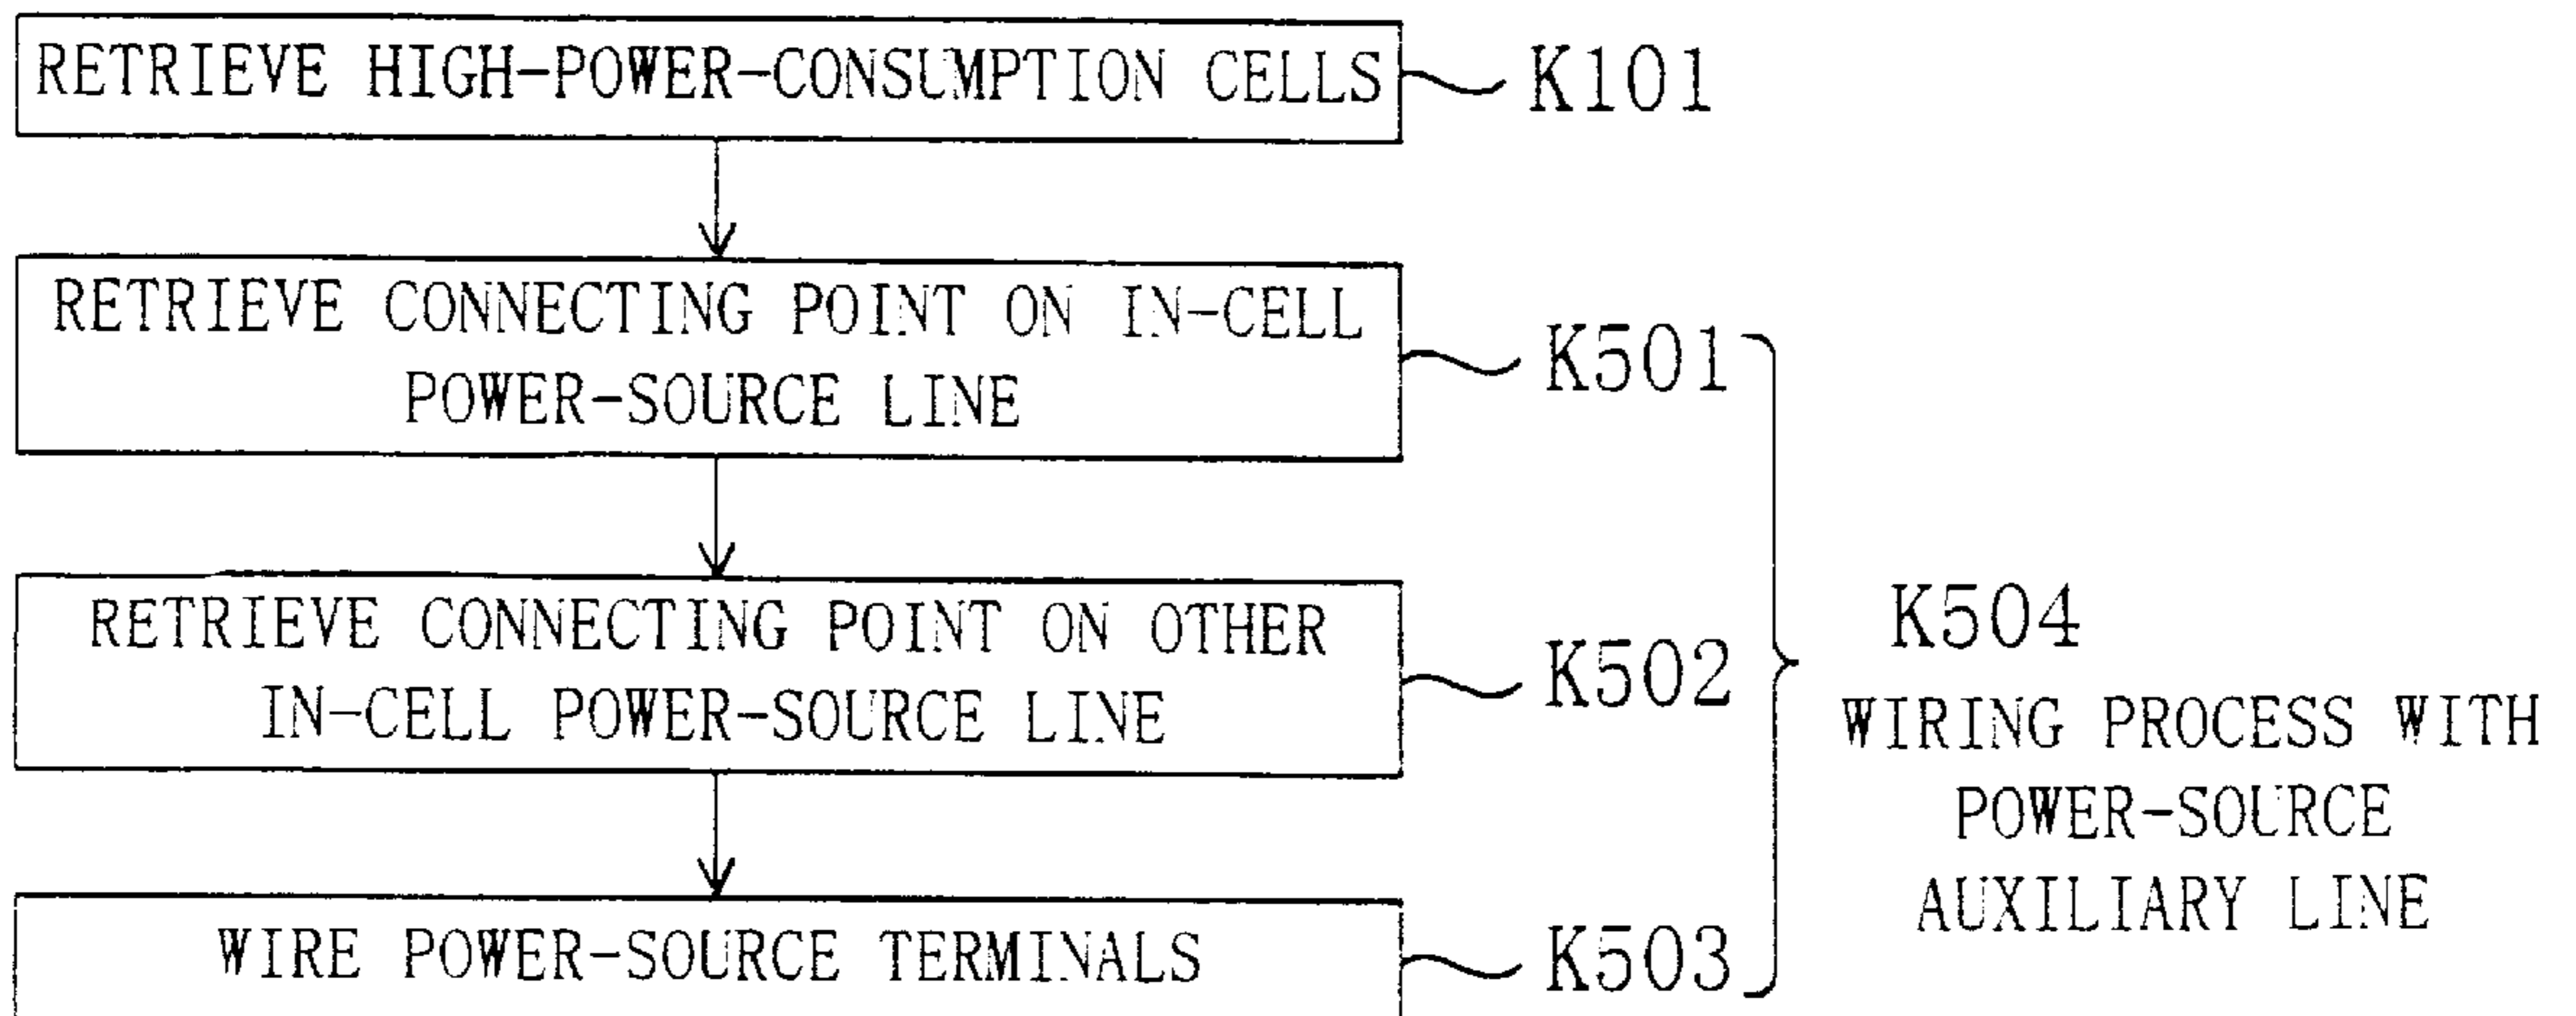 RETRIEVE HIGH-POWER-CONSUMPTION CELLS
K101
RETRIEVE CONNECTING POINT ON IN-CELL
POWER-SOURCE LINE
K501
RETRIEVE CONNECTING POINT ON OTHER
IN-CELL POWER-SOURCE LINE
K502
WIRE POWER-SOURCE TERMINALS
K503
K504
WIRING PROCESS WITH
POWER-SOURCE
AUXILIARY LINE